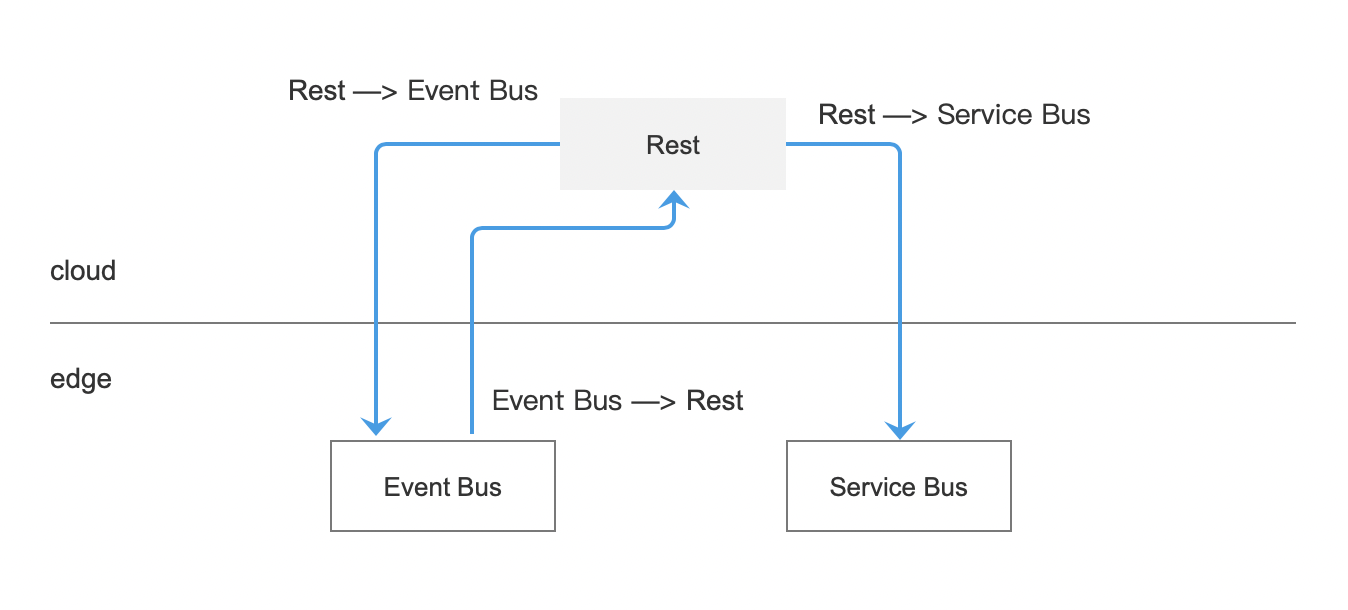 Rest —> Event Bus
Rest —> Service Bus
Rest
cloud
edge
Event Bus —> Rest
Event Bus
Service Bus